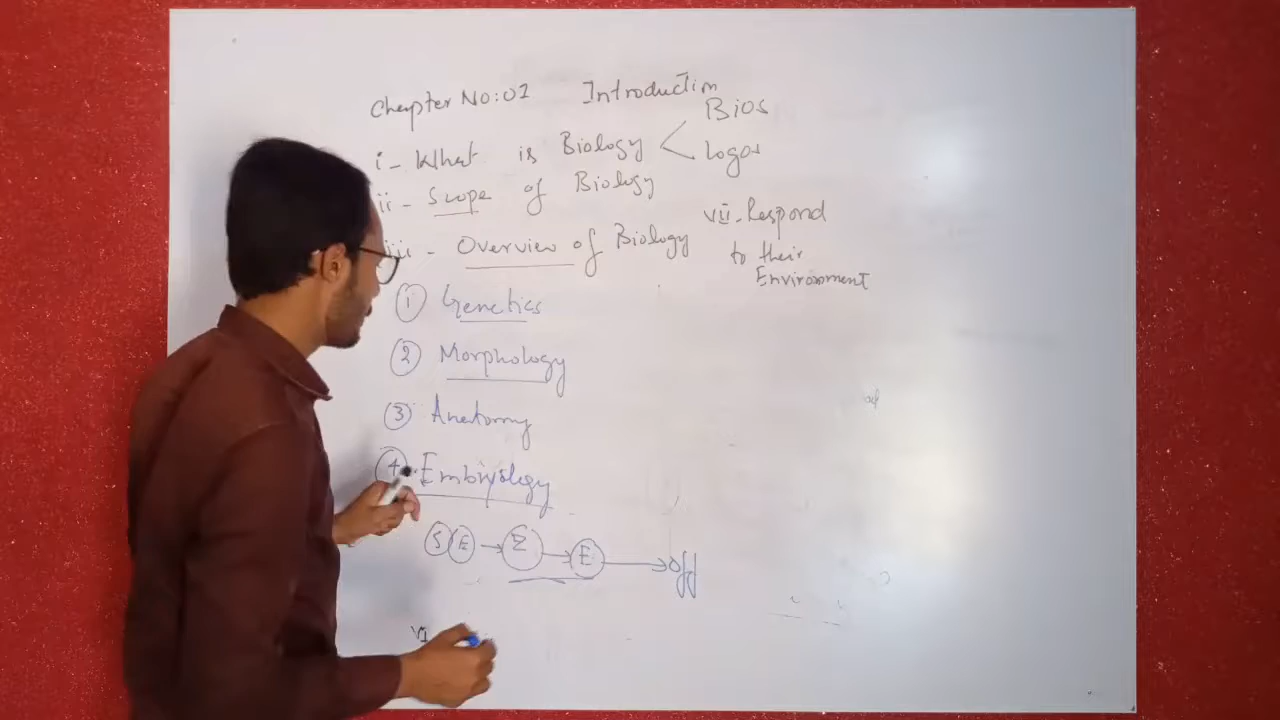 Chapter No:01 Introduction
i- What is Biology < Bios
Logos
ii- Scope of Biology
iii- Overview of Biology
vii- Respond
to their
Environment
① Genetics
② Morphology
③ Anatomy
④ Embryology
S E → Z → E → off
VI